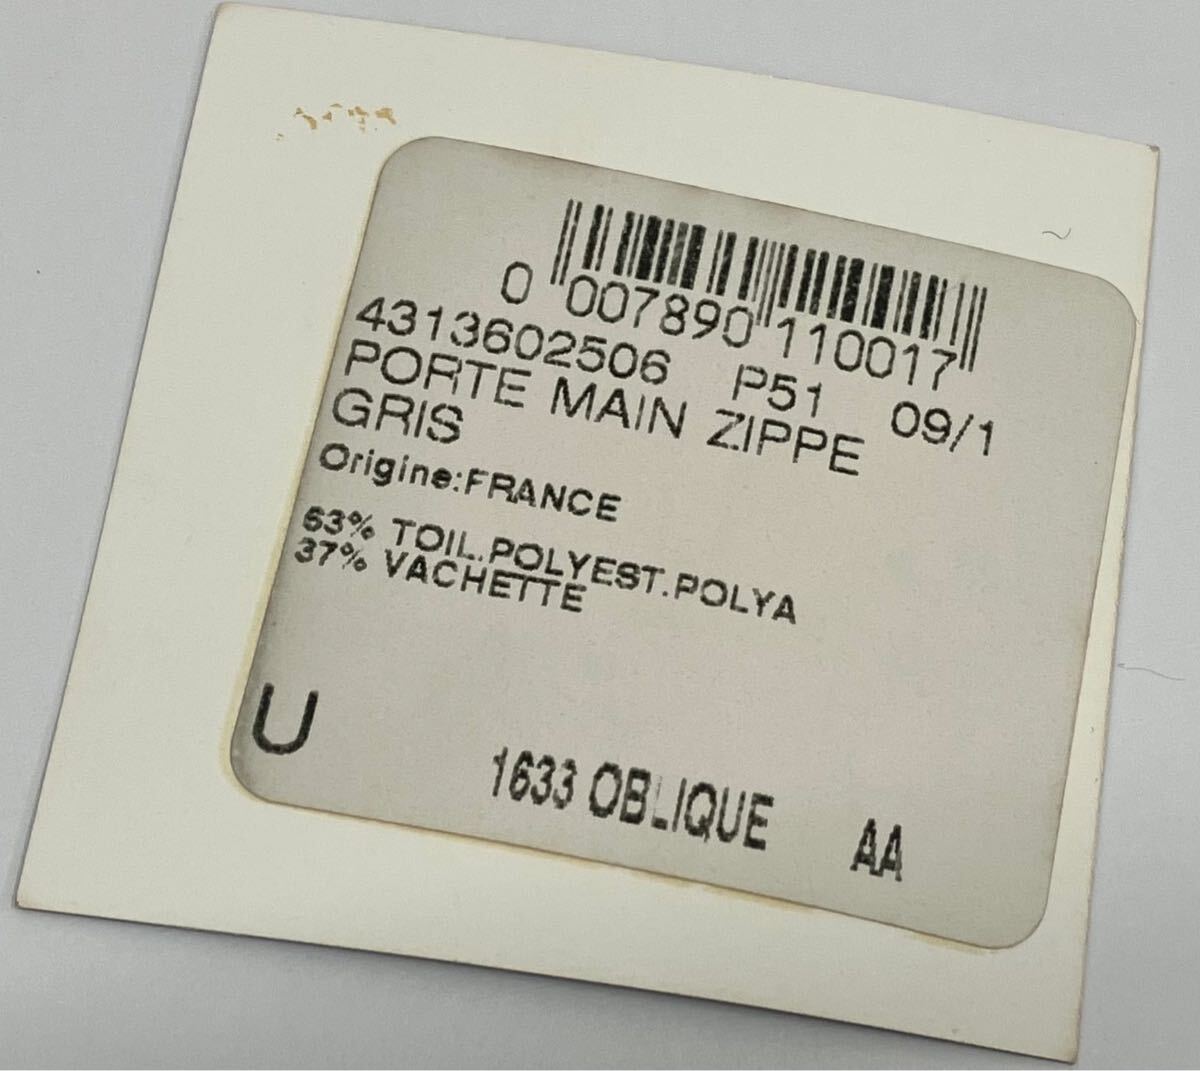 0 007890 110017
4313602506 P51 09/1
PORTE MAIN ZIPPE
GRIS
Origine:FRANCE
63% TOIL.POLYEST.POLYA
37% VACHETTE
U
1633 OBLIQUE AA